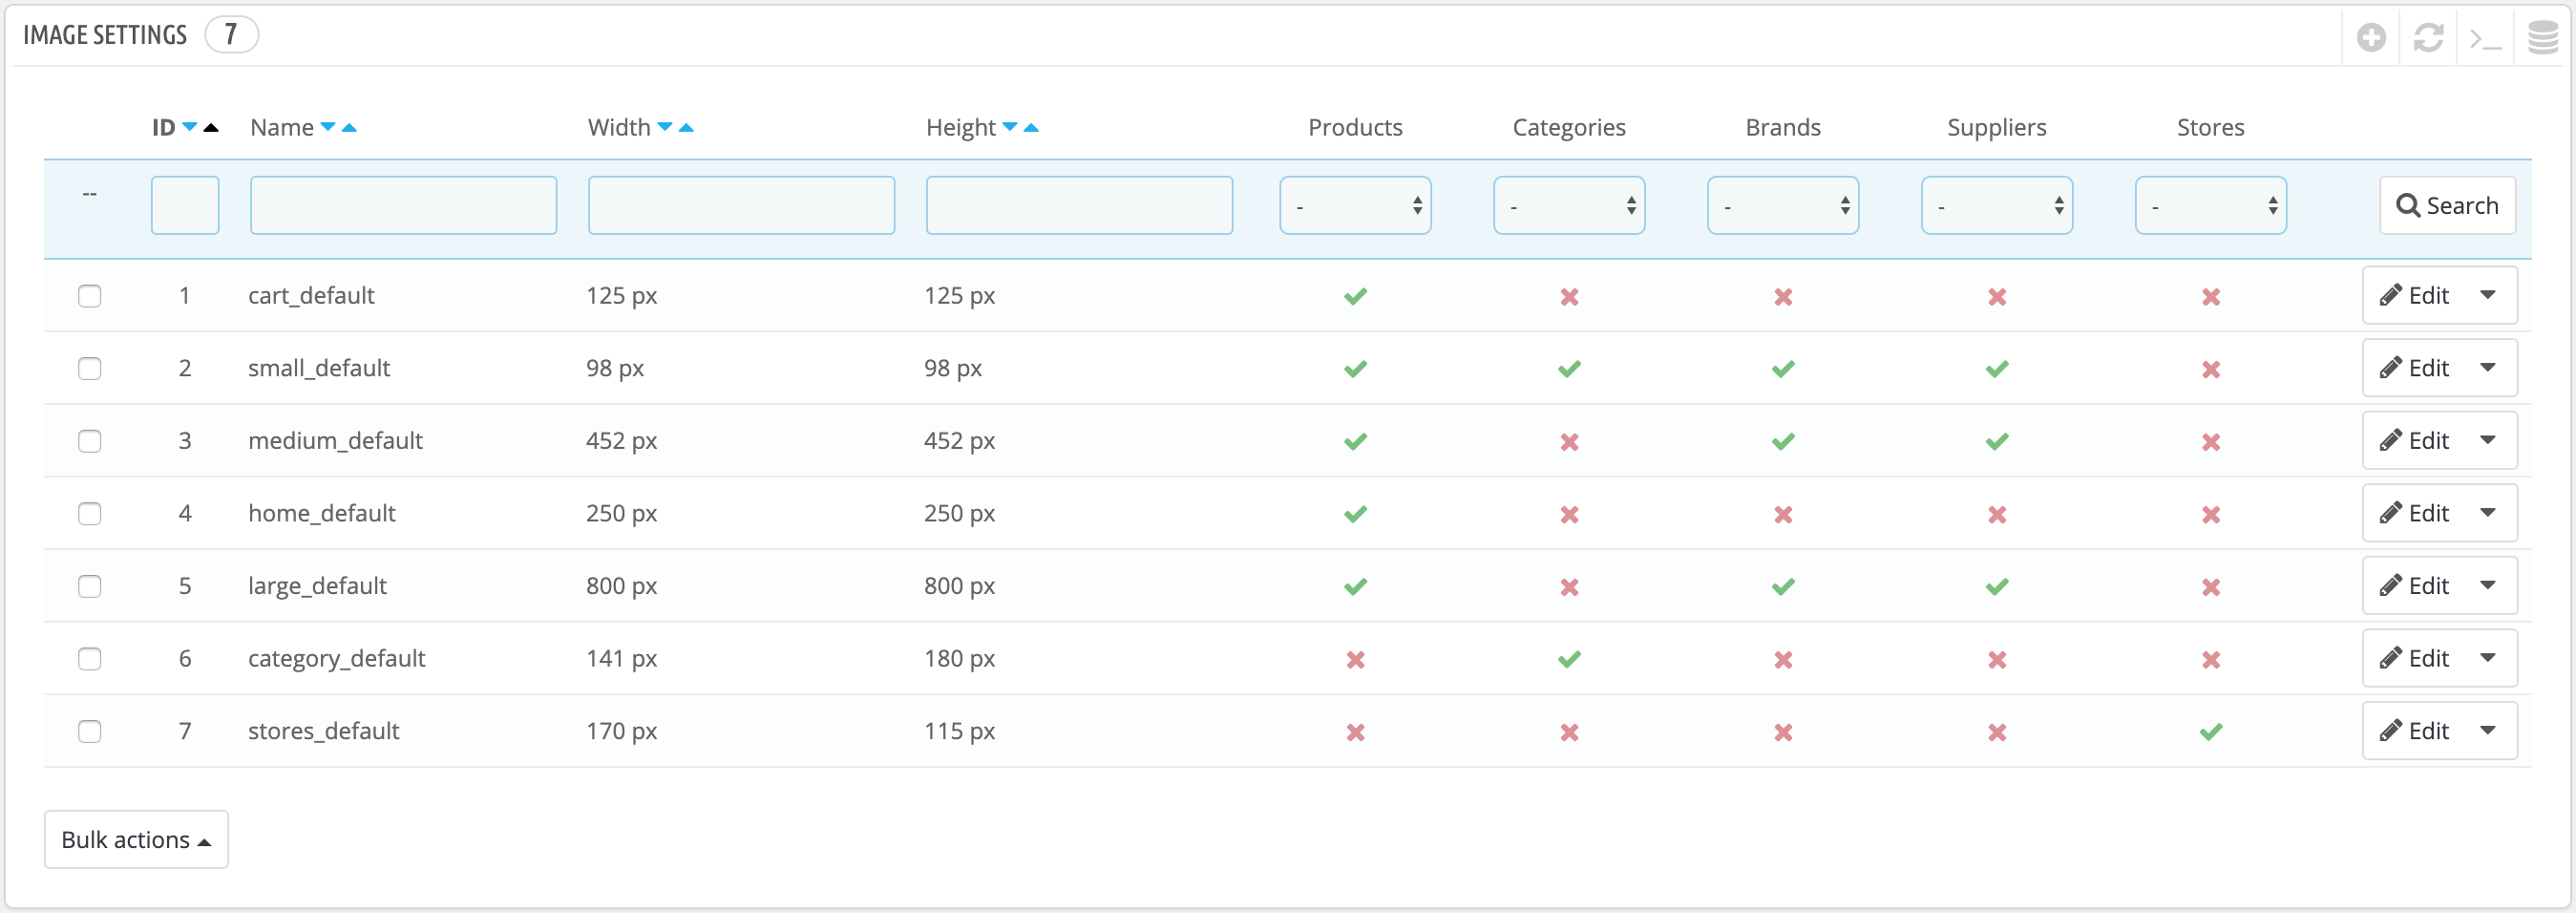 IMAGE SETTINGS 7
ID Name Width Height Products Categories Brands Suppliers Stores
-- - - - - - Search
1 cart_default 125 px 125 px Edit
2 small_default 98 px 98 px Edit
3 medium_default 452 px 452 px Edit
4 home_default 250 px 250 px Edit
5 large_default 800 px 800 px Edit
6 category_default 141 px 180 px Edit
7 stores_default 170 px 115 px Edit
Bulk actions